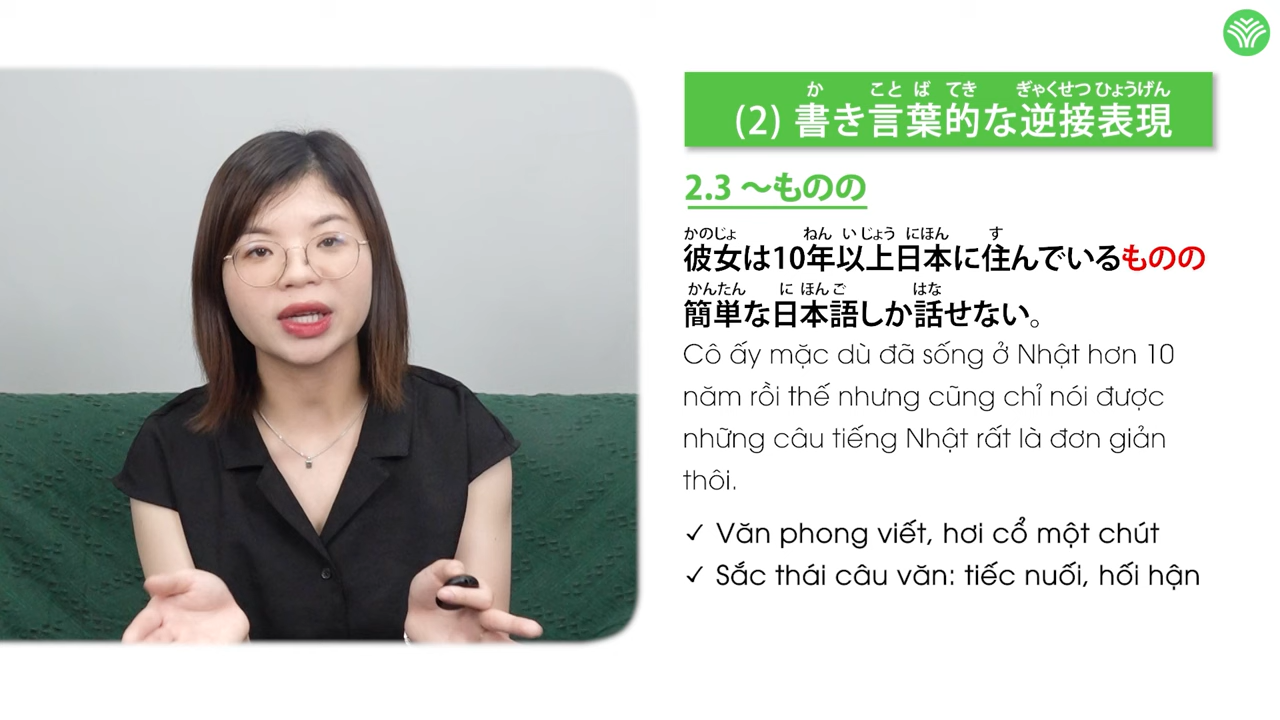 か ことば てき ぎゃくせつ ひょうげん
(2) 書き言葉的な逆接表現
2.3 ～ものの
かのじょ ねん いじょう にほん す
彼女は10年以上日本に住んでいるものの
かんたん にほんご はな
簡単な日本語しか話せない。
Cô ấy mặc dù đã sống ở Nhật hơn 10
năm rồi thế nhưng cũng chỉ nói được
những câu tiếng Nhật rất là đơn giản
thôi.
✓ Văn phong viết, hơi cổ một chút
✓ Sắc thái câu văn: tiếc nuối, hối hận